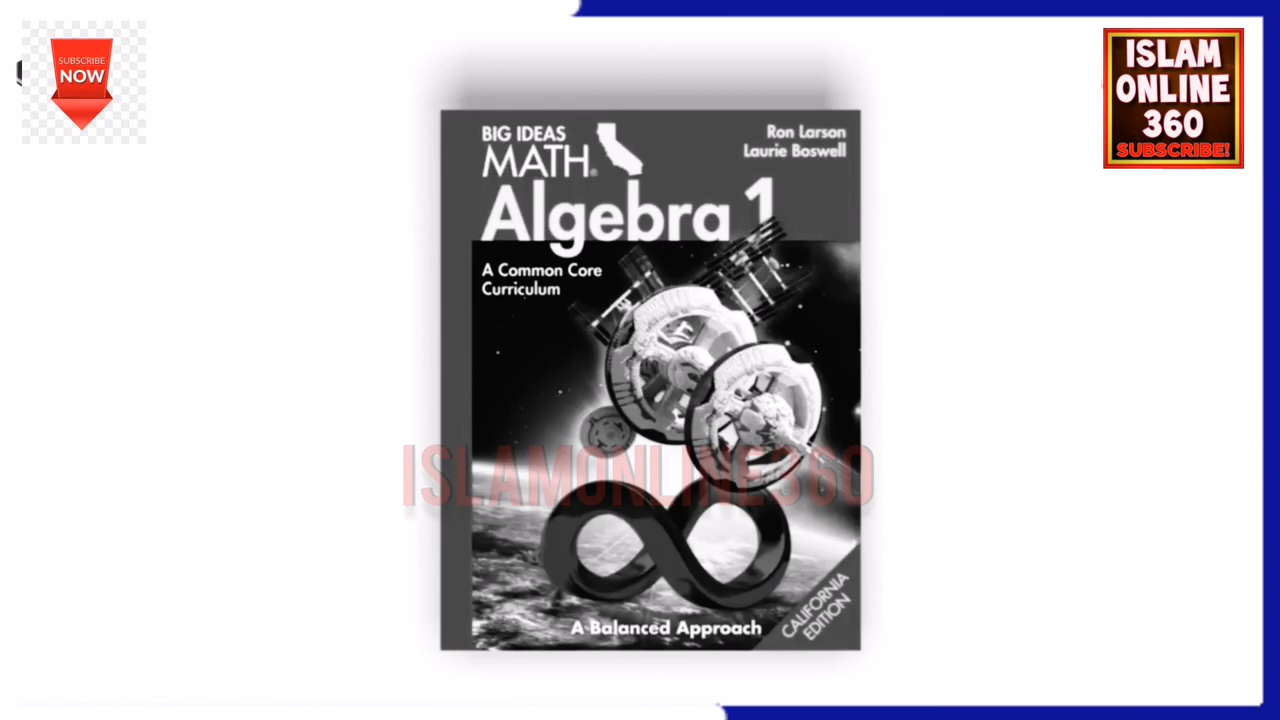 SUBSCRIBE
NOW
ISLAM
ONLINE
360
SUBSCRIBE!
BIG IDEAS
MATH®
Ron Larson
Laurie Boswell
Algebra 1
A Common Core
Curriculum
ISLAMONLINE360
CALIFORNIA
EDITION
A Balanced Approach